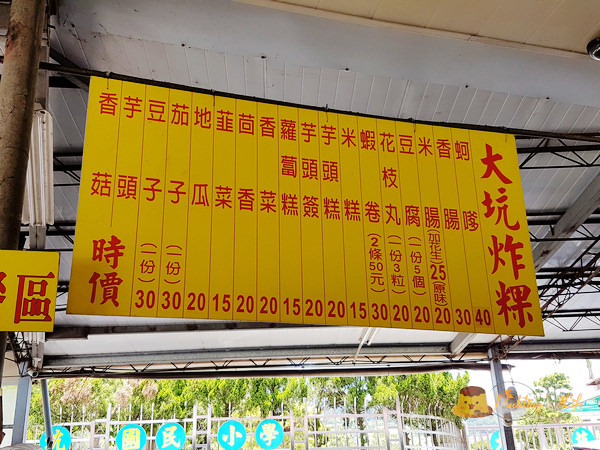 大坑炸粿
蚵嗲 40
香腸 30
米腸(加花生)25 原味20
豆腐(一份5個)20
花枝丸(一份3粒)20
蝦卷(2條50元)30
米糕 15
芋頭糕 20
芋頭簽 20
蘿蔔糕 15
香菜 20
茴香 20
韮菜 15
地瓜 20
茄子(一份)30
豆子(一份)30
芋頭
香菇
時價
區
國民小學